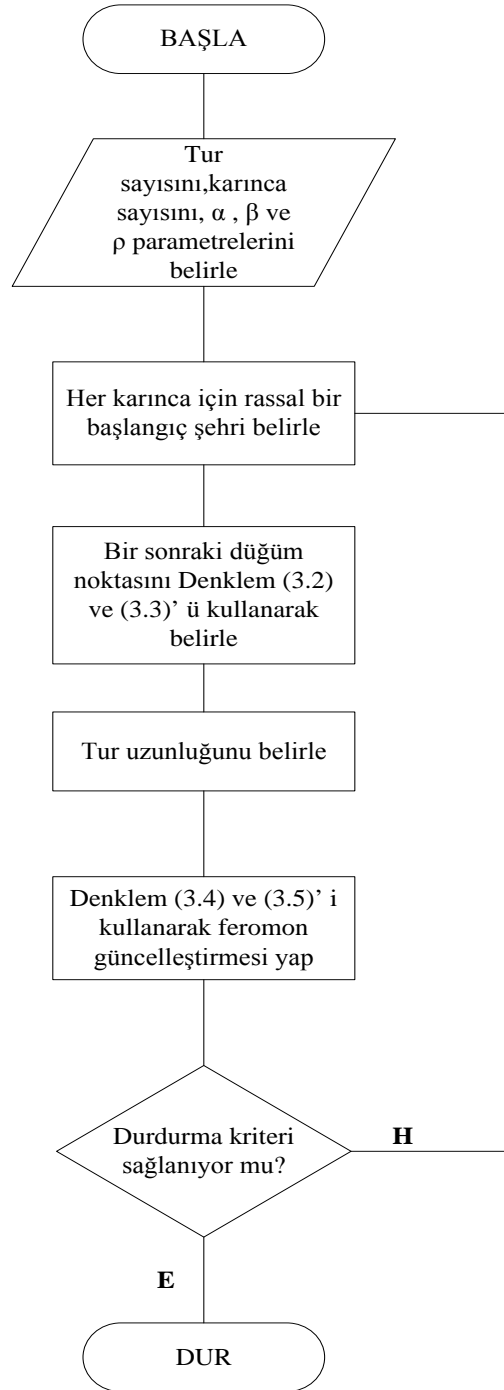 BAŞLA
Tur
sayısını,karınca
sayısını, α , β ve
ρ parametrelerini
belirle
Her karınca için rassal bir
başlangıç şehri belirle
Bir sonraki düğüm
noktasını Denklem (3.2)
ve (3.3)’ ü kullanarak
belirle
Tur uzunluğunu belirle
Denklem (3.4) ve (3.5)’ i
kullanarak feromon
güncelleştirmesi yap
Durdurma kriteri
sağlanıyor mu?
H
E
DUR